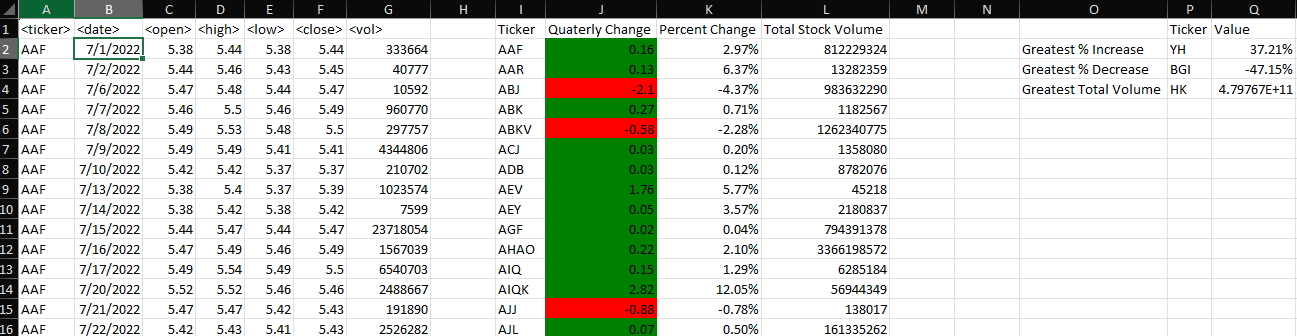 A B C D E F G H I J K L M N O P Q
1 <ticker> <date> <open> <high> <low> <close> <vol> Ticker Quaterly Change Percent Change Total Stock Volume Ticker Value
2 AAF 7/1/2022 5.38 5.44 5.38 5.44 333664 AAF 0.16 2.97% 812229324 Greatest % Increase YH 37.21%
3 AAF 7/2/2022 5.44 5.46 5.43 5.45 40777 AAR 0.13 6.37% 13282359 Greatest % Decrease BGI -47.15%
4 AAF 7/6/2022 5.47 5.48 5.44 5.47 10592 ABJ -2.1 -4.37% 983632290 Greatest Total Volume HK 4.79767E+11
5 AAF 7/7/2022 5.46 5.5 5.46 5.49 960770 ABK 0.27 0.71% 1182567
6 AAF 7/8/2022 5.49 5.53 5.48 5.5 297757 ABKV -0.58 -2.28% 1262340775
7 AAF 7/9/2022 5.49 5.49 5.41 5.41 4344806 ACJ 0.03 0.20% 1358080
8 AAF 7/10/2022 5.42 5.42 5.37 5.37 210702 ADB 0.03 0.12% 8782076
9 AAF 7/13/2022 5.38 5.4 5.37 5.39 1023574 AEV 1.76 5.77% 45218
10 AAF 7/14/2022 5.38 5.42 5.38 5.42 7599 AEY 0.05 3.57% 2180837
11 AAF 7/15/2022 5.44 5.47 5.44 5.47 23718054 AGF 0.02 0.04% 794391378
12 AAF 7/16/2022 5.47 5.49 5.46 5.49 1567039 AHAO 0.22 2.10% 3366198572
13 AAF 7/17/2022 5.49 5.54 5.49 5.5 6540703 AIQ 0.15 1.29% 6285184
14 AAF 7/20/2022 5.52 5.52 5.46 5.46 2488667 AIQK 2.82 12.05% 56944349
15 AAF 7/21/2022 5.47 5.47 5.42 5.43 191890 AJJ -0.88 -0.78% 138017
16 AAF 7/22/2022 5.42 5.43 5.41 5.43 2526282 AJL 0.07 0.50% 161335262